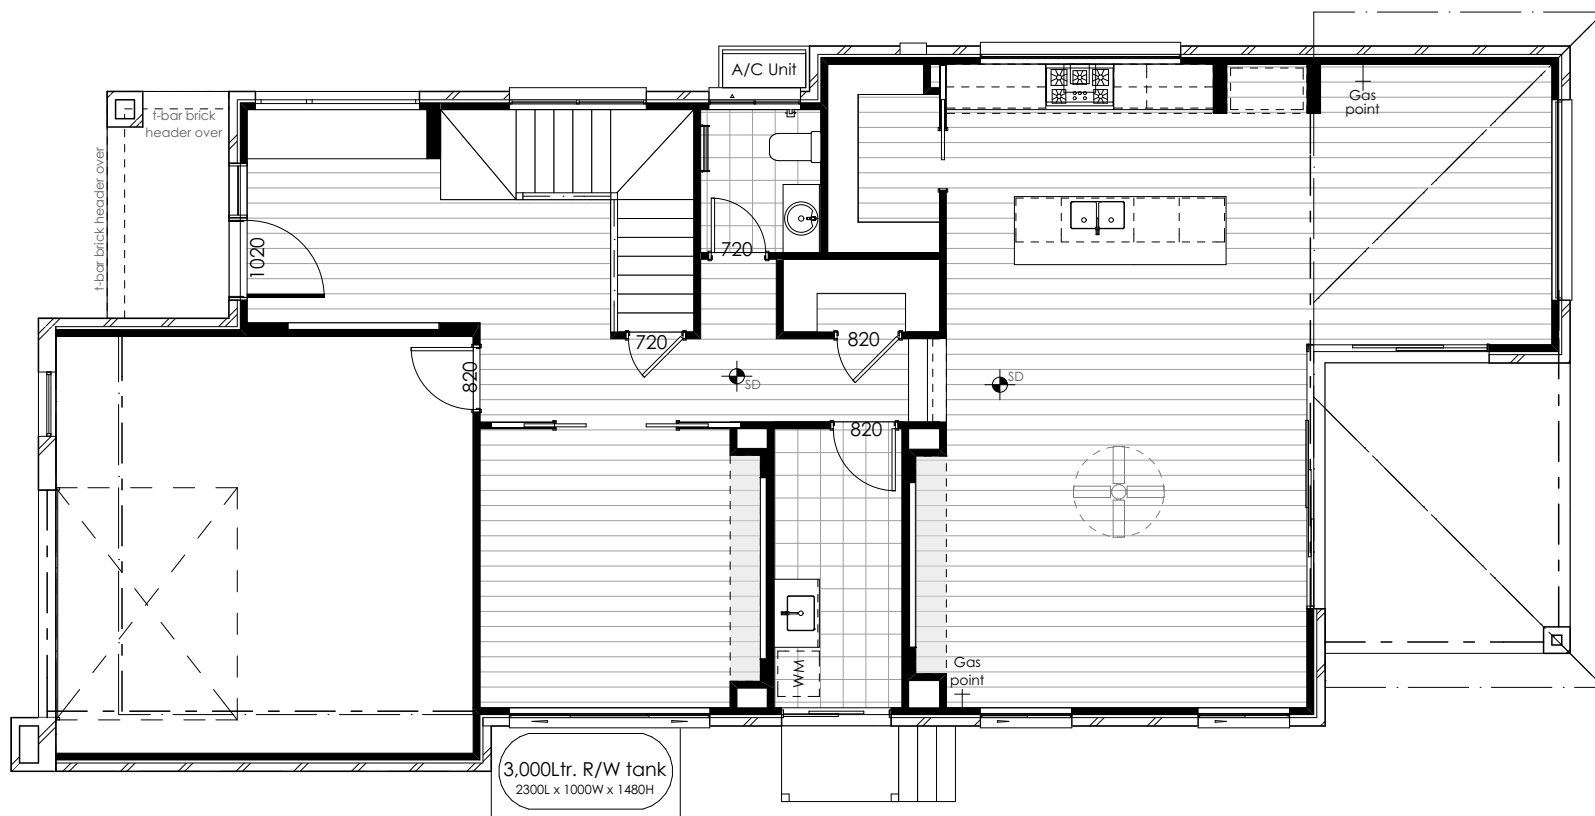 A/C Unit
t-bar brick
header over
Gas
point
t-bar brick header over
1020
720
720
820
820
SD
SD
820
Gas
point
WM
3,000Ltr. R/W tank
2300L x 1000W x 1480H